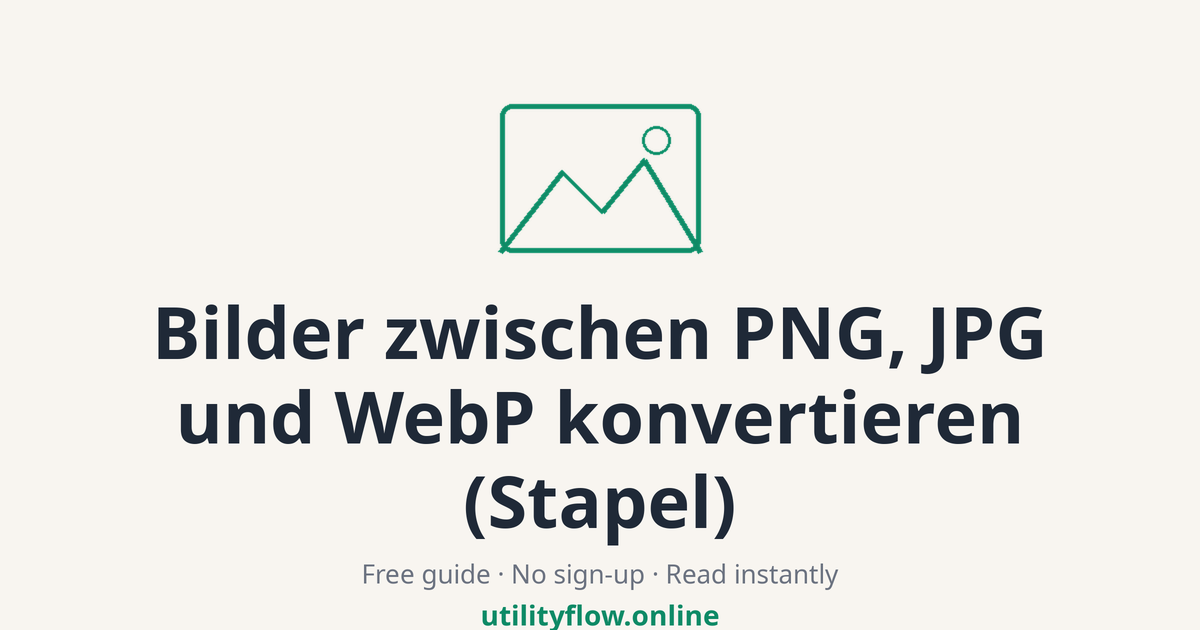 Bilder zwischen PNG, JPG
und WebP konvertieren
(Stapel)
Free guide · No sign-up · Read instantly
utilityflow.online